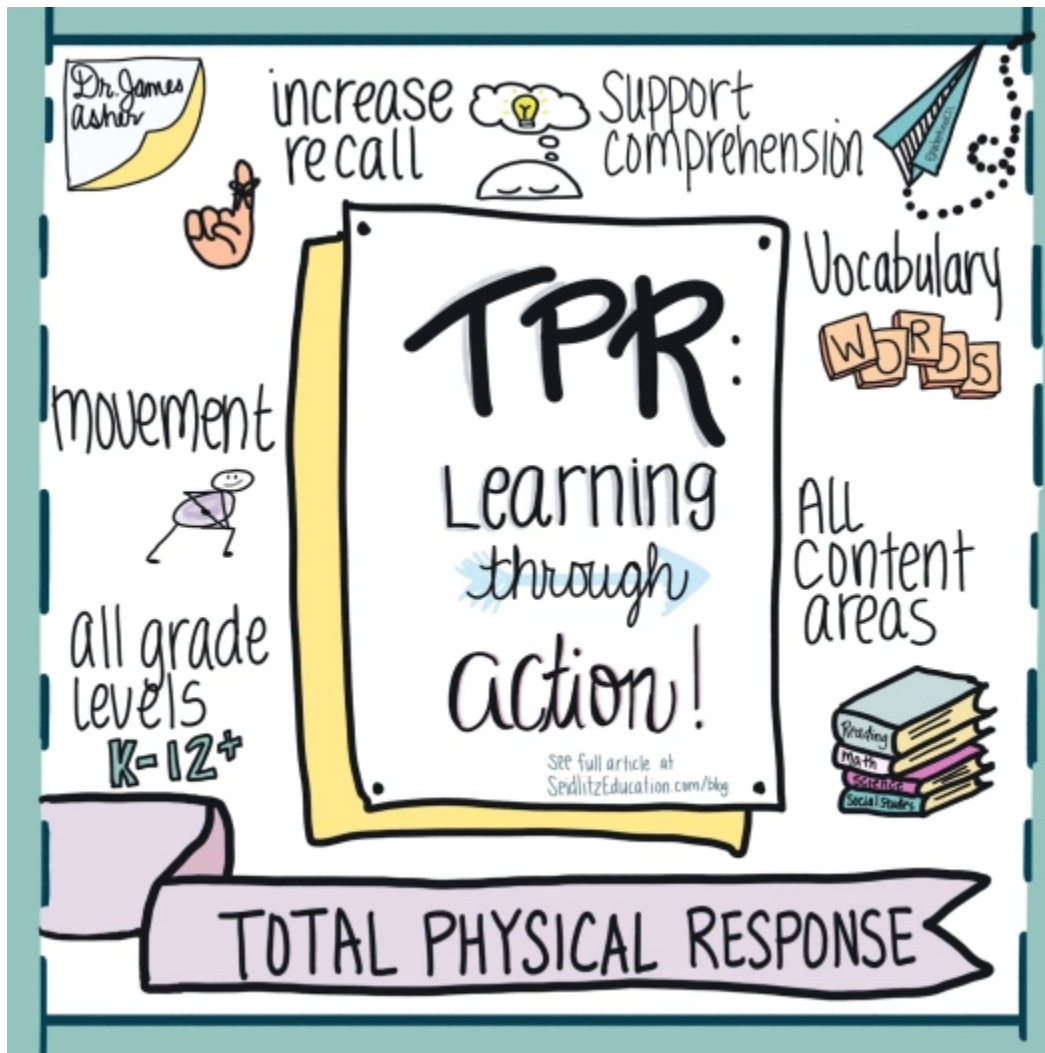 Dr. James
Asher
increase
recall
Support
comprehension
Vocabulary
WORDS
TPR:
Learning
through
action!
See full article at
SeidlitzEducation.com/blog
movement
All
content
areas
all grade
levels
K-12+
Reading
Math
Science
Social Studies
TOTAL PHYSICAL RESPONSE